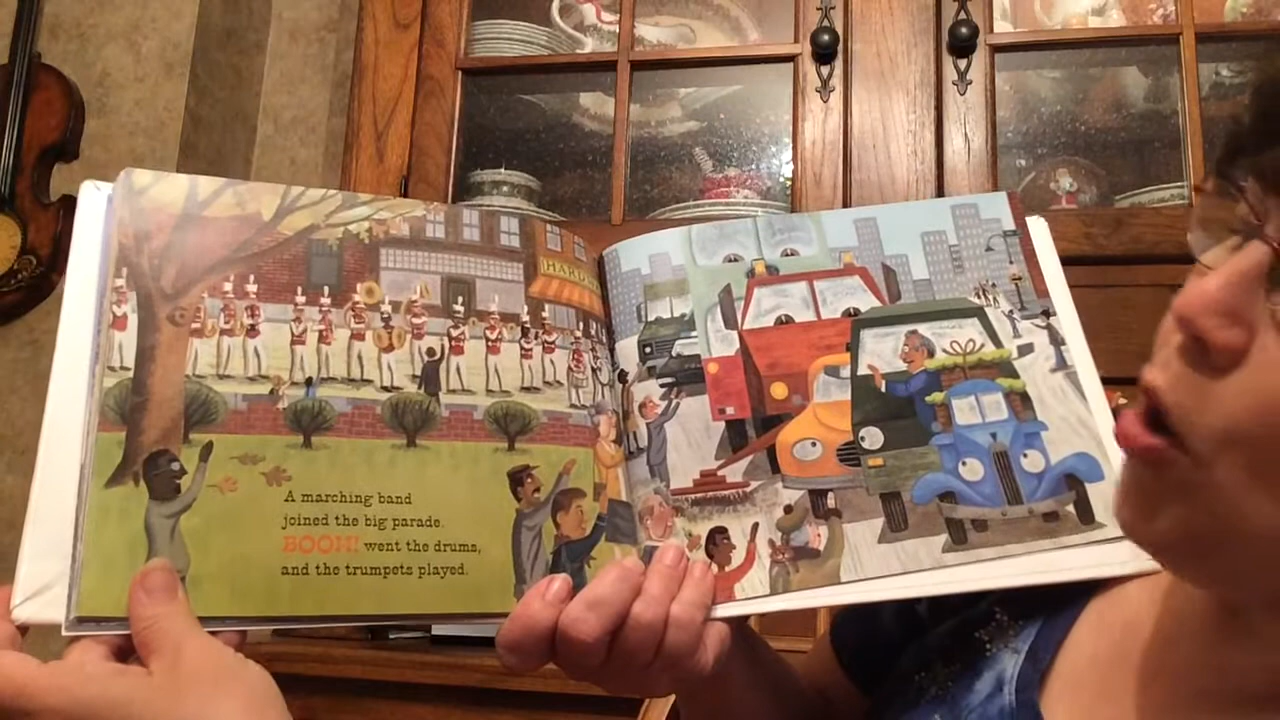 HARD
A marching band
joined the big parade.
BOOM! went the drums,
and the trumpets played.